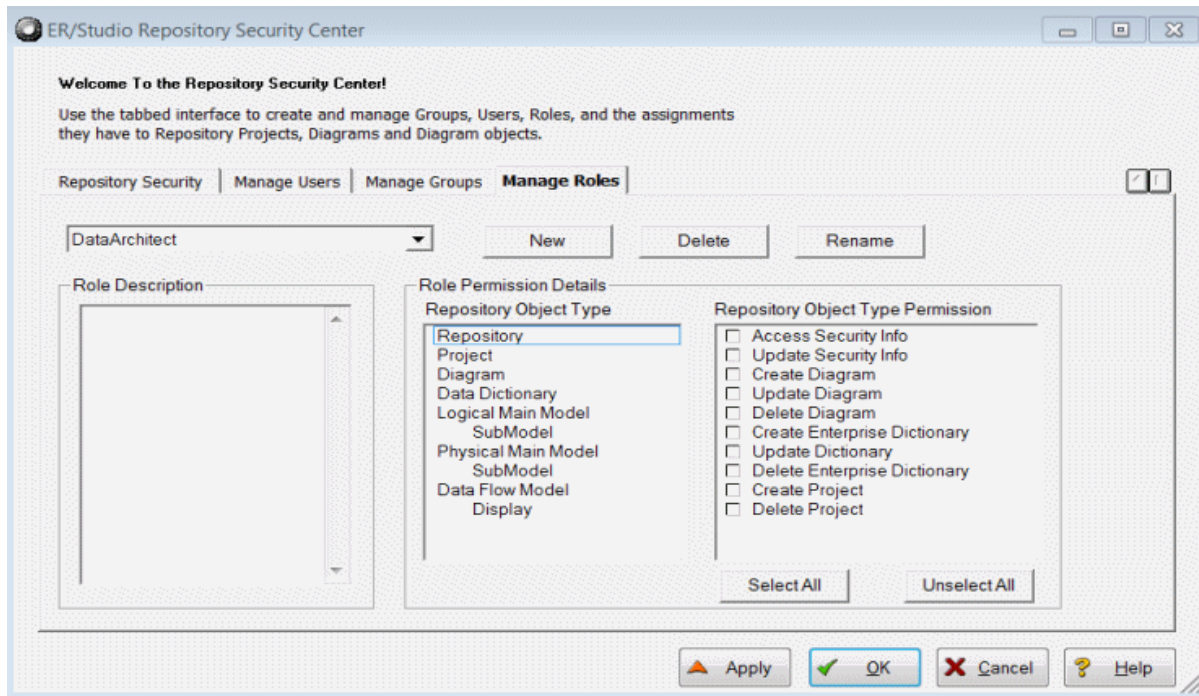 ER/Studio Repository Security Center
Welcome To the Repository Security Center!
Use the tabbed interface to create and manage Groups, Users, Roles, and the assignments
they have to Repository Projects, Diagrams and Diagram objects.
Repository Security Manage Users Manage Groups Manage Roles
DataArchitect New Delete Rename
Role Description
Role Permission Details
Repository Object Type
Repository
Project
Diagram
Data Dictionary
Logical Main Model
SubModel
Physical Main Model
SubModel
Data Flow Model
Display
Repository Object Type Permission
Access Security Info
Update Security Info
Create Diagram
Update Diagram
Delete Diagram
Create Enterprise Dictionary
Update Dictionary
Delete Enterprise Dictionary
Create Project
Delete Project
Select All Unselect All
Apply OK Cancel Help